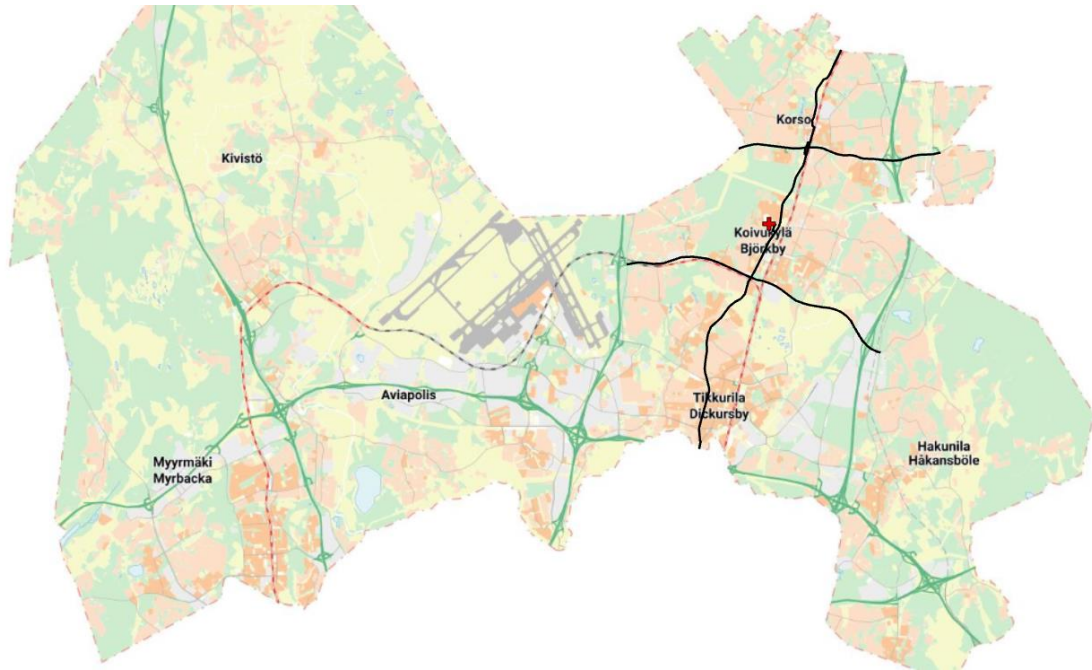 Korso
Kivistö
Koivukylä
Björkby
Aviapolis
Tikkurila
Dickursby
Hakunila
Håkansböle
Myyrmäki
Myrbacka